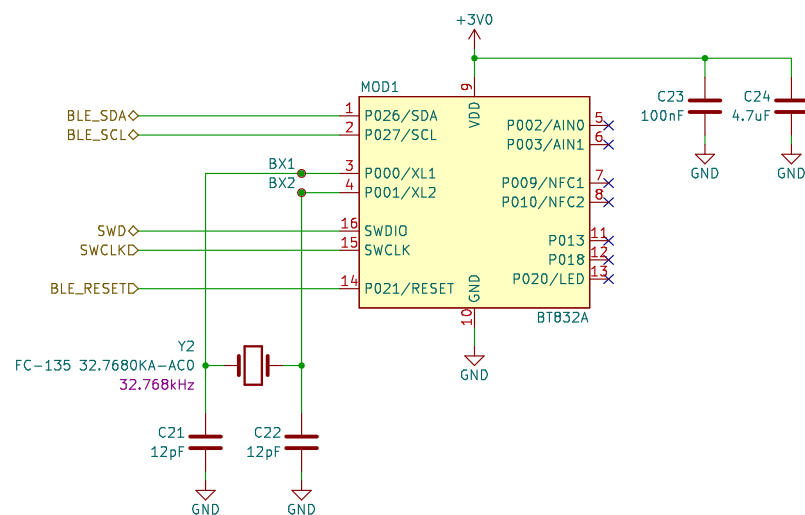 +3V0
MOD1
9
VDD
C23
100nF
C24
4.7uF
GND
GND
BLE_SDA
1
P026/SDA
BLE_SCL
2
P027/SCL
P002/AIN0
5
P003/AIN1
6
BX1
3
P000/XL1
BX2
4
P001/XL2
P009/NFC1
7
P010/NFC2
8
SWD
16
SWDIO
SWCLK
15
SWCLK
P013
11
P018
12
P020/LED
13
BLE_RESET
14
P021/RESET
GND
10
BT832A
GND
Y2
FC-135 32.7680KA-AC0
32.768kHz
C21
12pF
C22
12pF
GND
GND